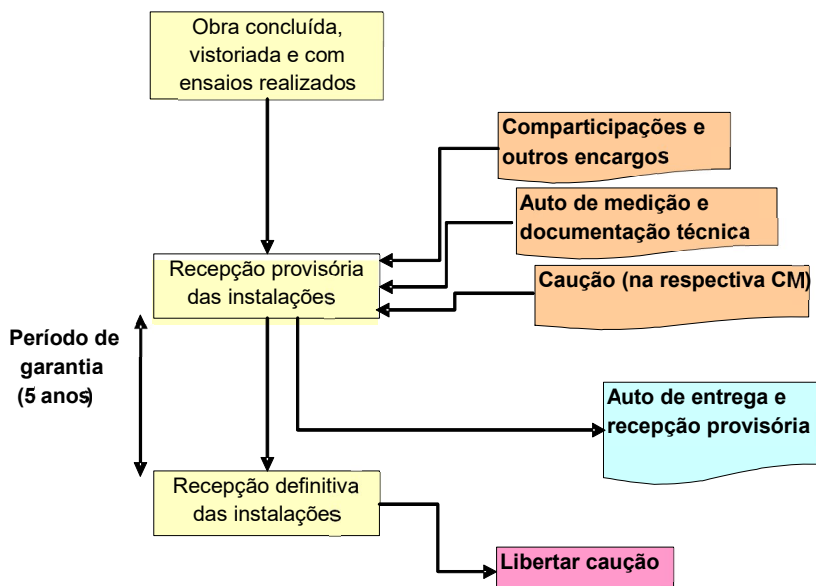 Obra concluída,
vistoriada e com
ensaios realizados
Comparticipações e
outros encargos
Auto de medição e
documentação técnica
Recepção provisória
das instalações
Caução (na respectiva CM)
Período de
garantia
(5 anos)
Auto de entrega e
recepção provisória
Recepção definitiva
das instalações
Libertar caução